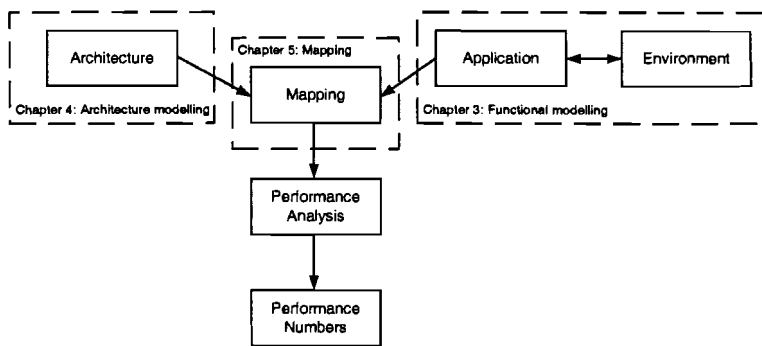 Chapter 5: Mapping
Architecture
Application
Environment
Mapping
Chapter 4: Architecture modelling
Chapter 3: Functional modelling
Performance
Analysis
Performance
Numbers